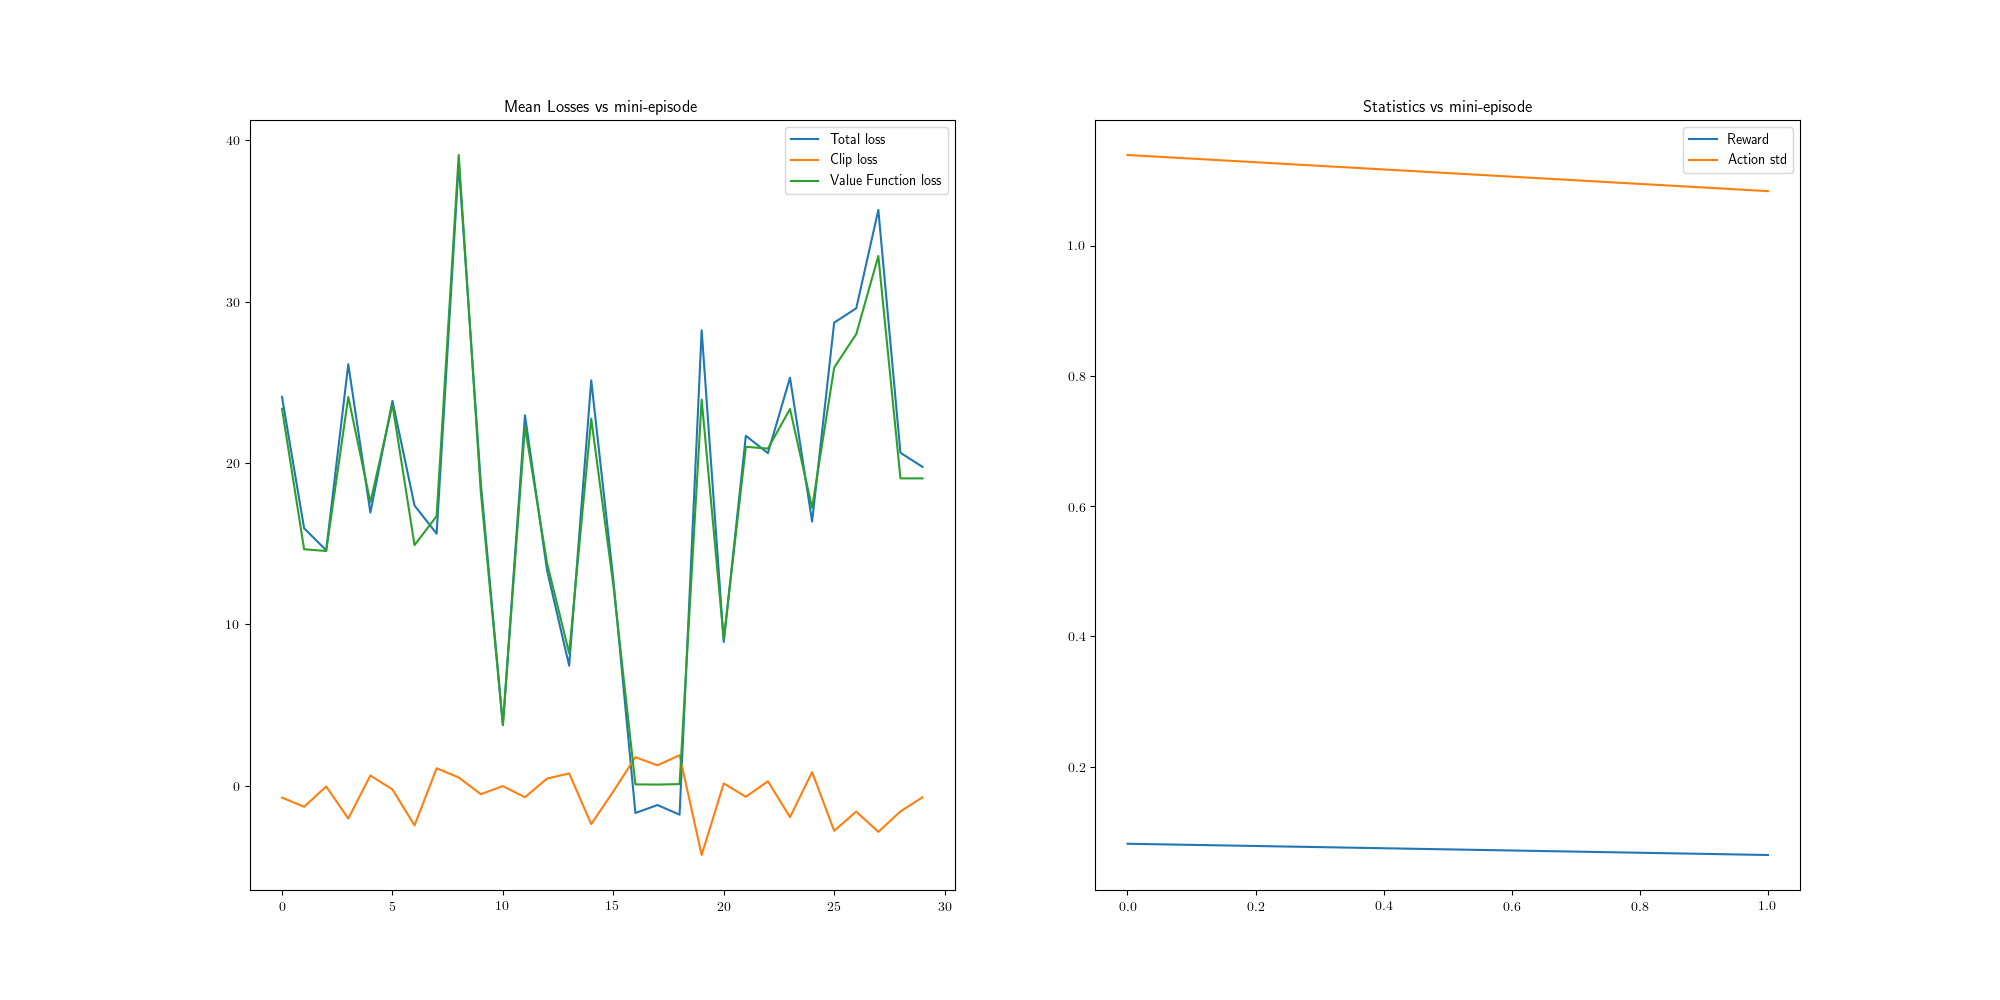 Mean Losses vs mini-episode
Total loss
Clip loss
Value Function loss
40
30
20
10
0
0 5 10 15 20 25 30
Statistics vs mini-episode
Reward
Action std
1.0
0.8
0.6
0.4
0.2
0.0 0.2 0.4 0.6 0.8 1.0